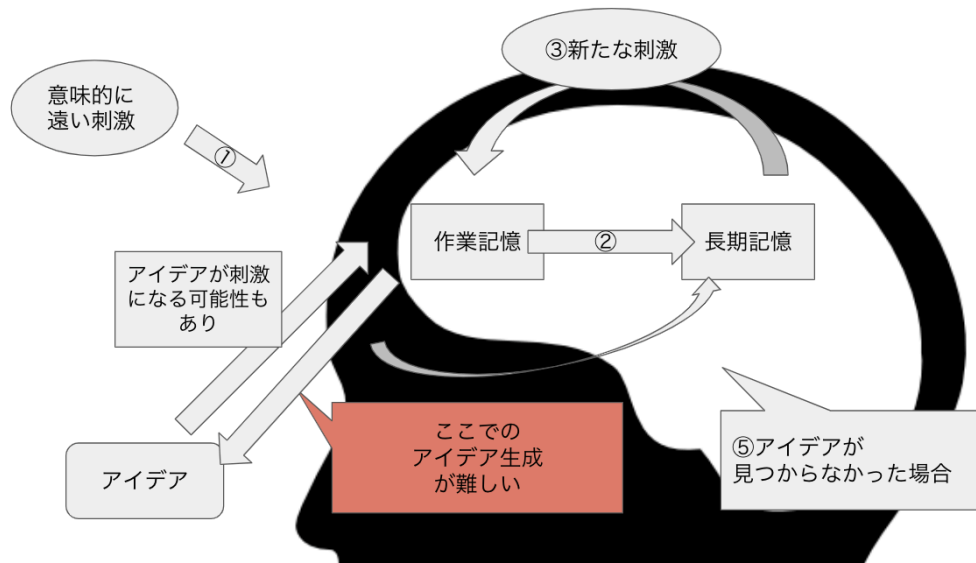 ③新たな刺激
意味的に
遠い刺激
①
作業記憶
②
長期記憶
アイデアが刺激
になる可能性も
あり
ここでの
アイデア生成
が難しい
⑤アイデアが
見つからなかった場合
アイデア